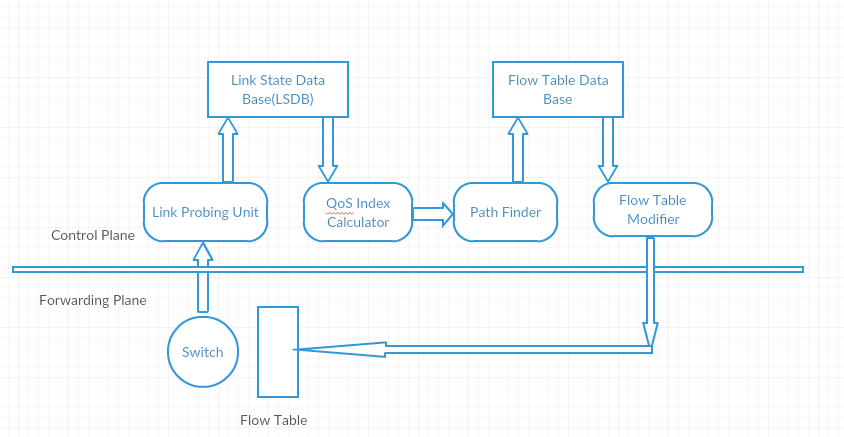 Link State Data
Base(LSDB)
Flow Table Data
Base
Link Probing Unit
QoS Index
Calculator
Path Finder
Flow Table
Modifier
Control Plane
Forwarding Plane
Switch
Flow Table